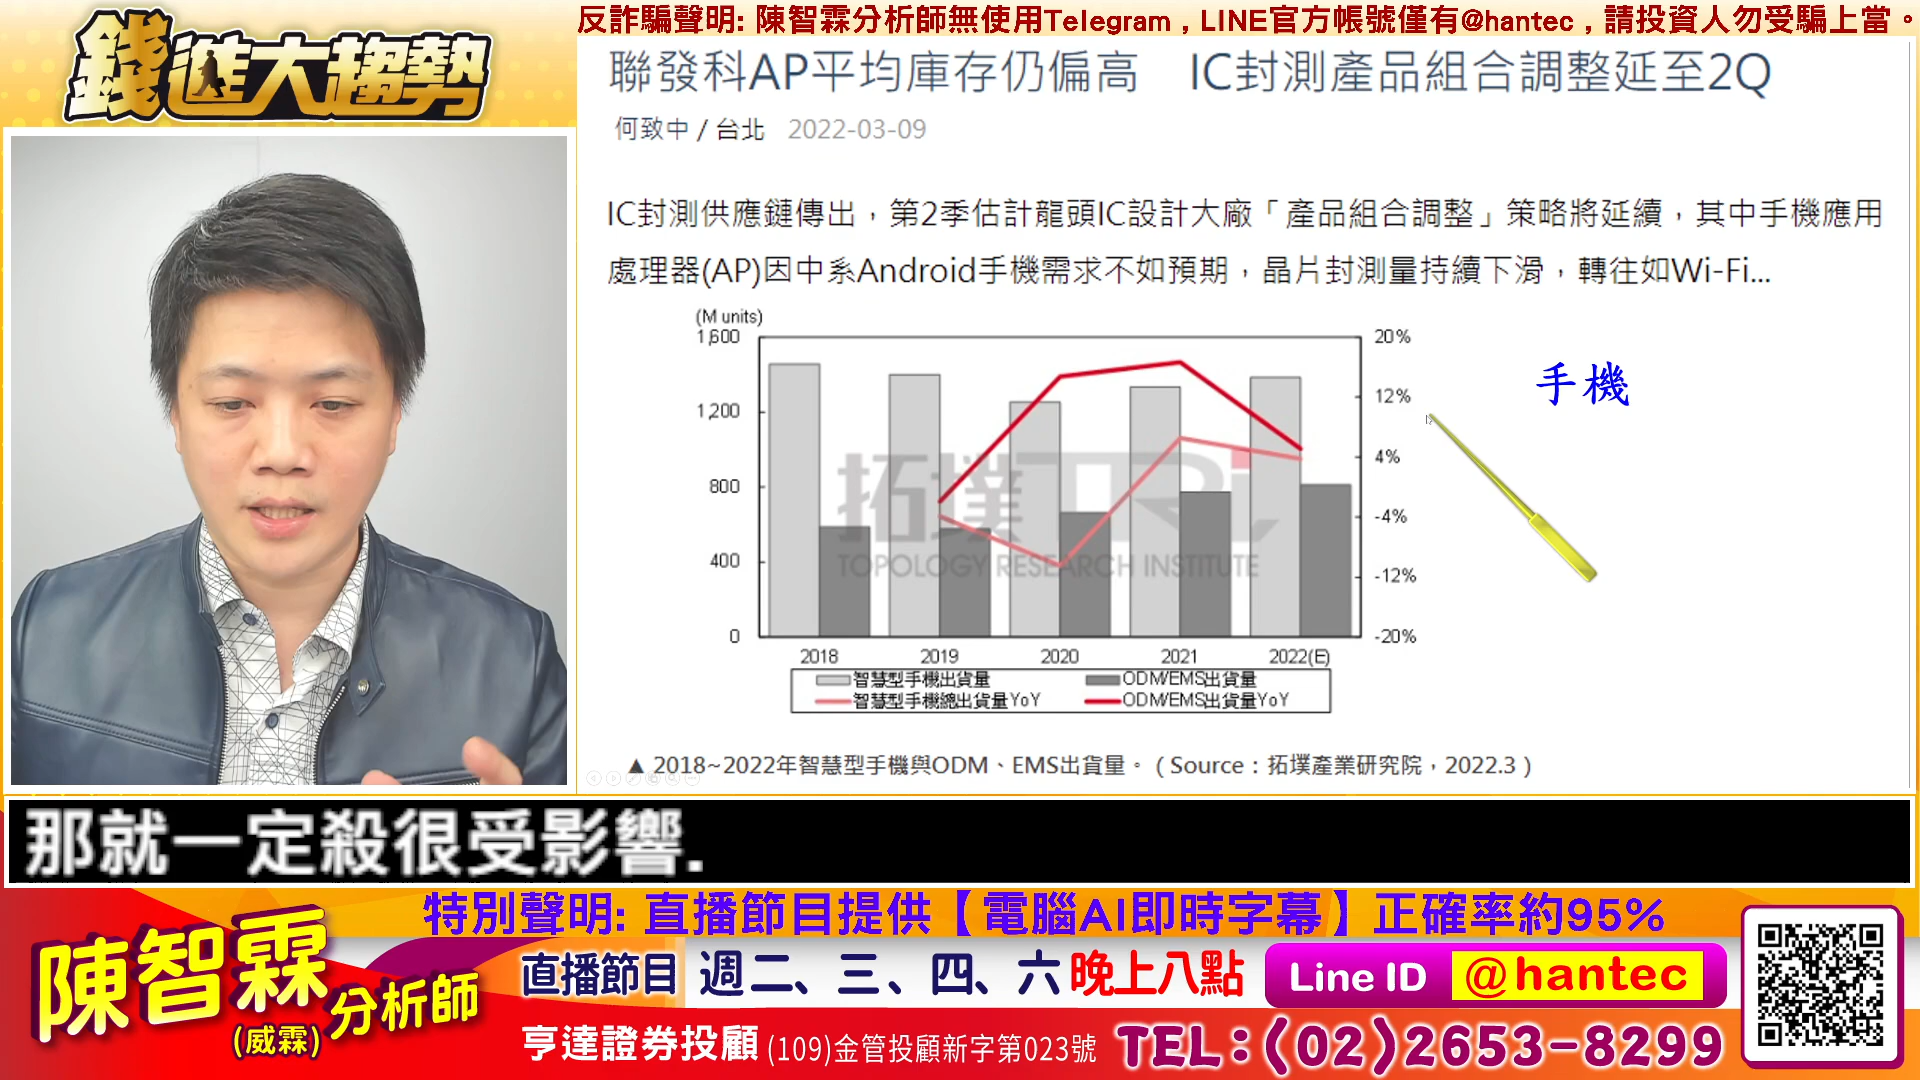 反詐騙聲明: 陳智霖分析師無使用Telegram , LINE官方帳號僅有@hantec , 請投資人勿受騙上當。
錢進大趨勢
聯發科AP平均庫存仍偏高 IC封測產品組合調整延至2Q
何致中 / 台北 2022-03-09
IC封測供應鏈傳出，第2季估計龍頭IC設計大廠「產品組合調整」策略將延續，其中手機應用
處理器(AP)因中系Android手機需求不如預期，晶片封測量持續下滑，轉往如Wi-Fi...
(M units)
1,600
1,200
800
400
0
20%
12%
4%
-4%
-12%
-20%
手機
拓墣 TRi
TOPOLOGY RESEARCH INSTITUTE
2018 2019 2020 2021 2022(E)
智慧型手機出貨量 ODM/EMS出貨量
智慧型手機總出貨量YoY ODM/EMS出貨量YoY
▲ 2018~2022年智慧型手機與ODM、EMS出貨量。（Source：拓墣產業研究院，2022.3）
那就一定殺很受影響.
特別聲明: 直播節目提供【電腦AI即時字幕】正確率約95%
陳智霖分析師
(威霖)
直播節目 週二、三、四、六 晚上八點
Line ID @hantec
亨達證券投顧 (109)金管投顧新字第023號 TEL:(02)2653-8299